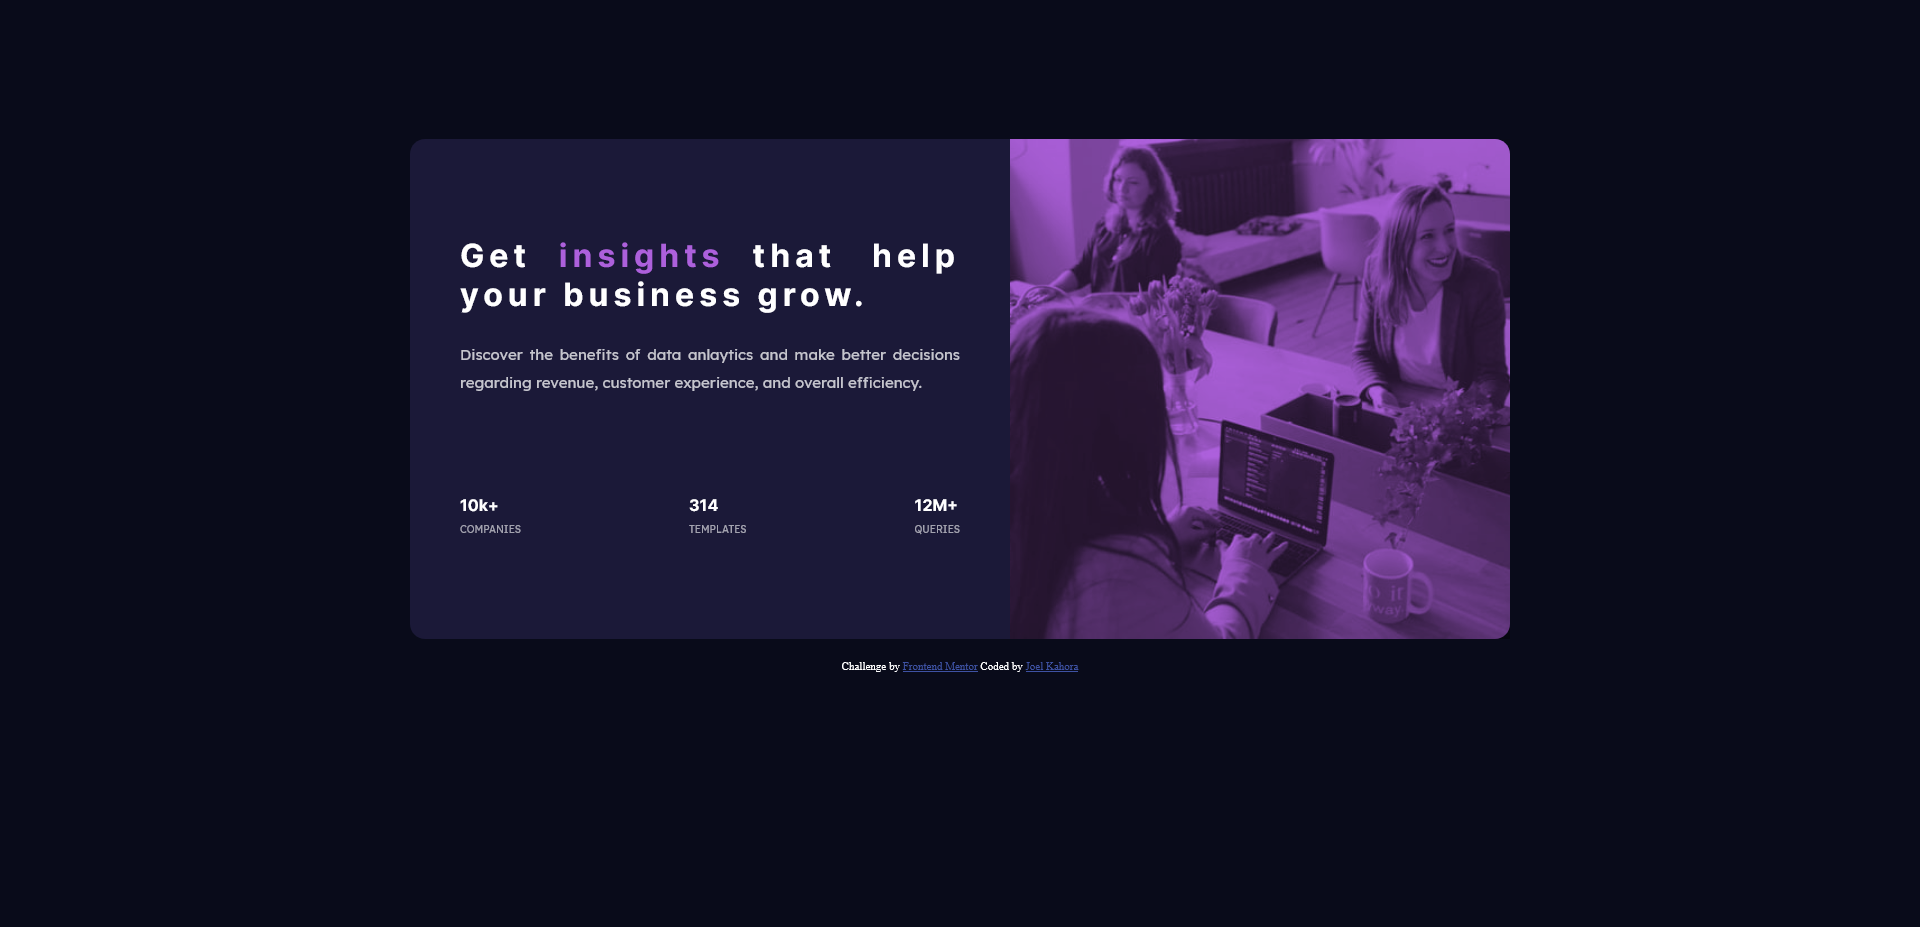 Get insights that help
your business grow.
Discover the benefits of data anlaytics and make better decisions
regarding revenue, customer experience, and overall efficiency.
10k+ 314 12M+
COMPANIES TEMPLATES QUERIES
Challenge by Frontend Mentor Coded by Joel Kahora